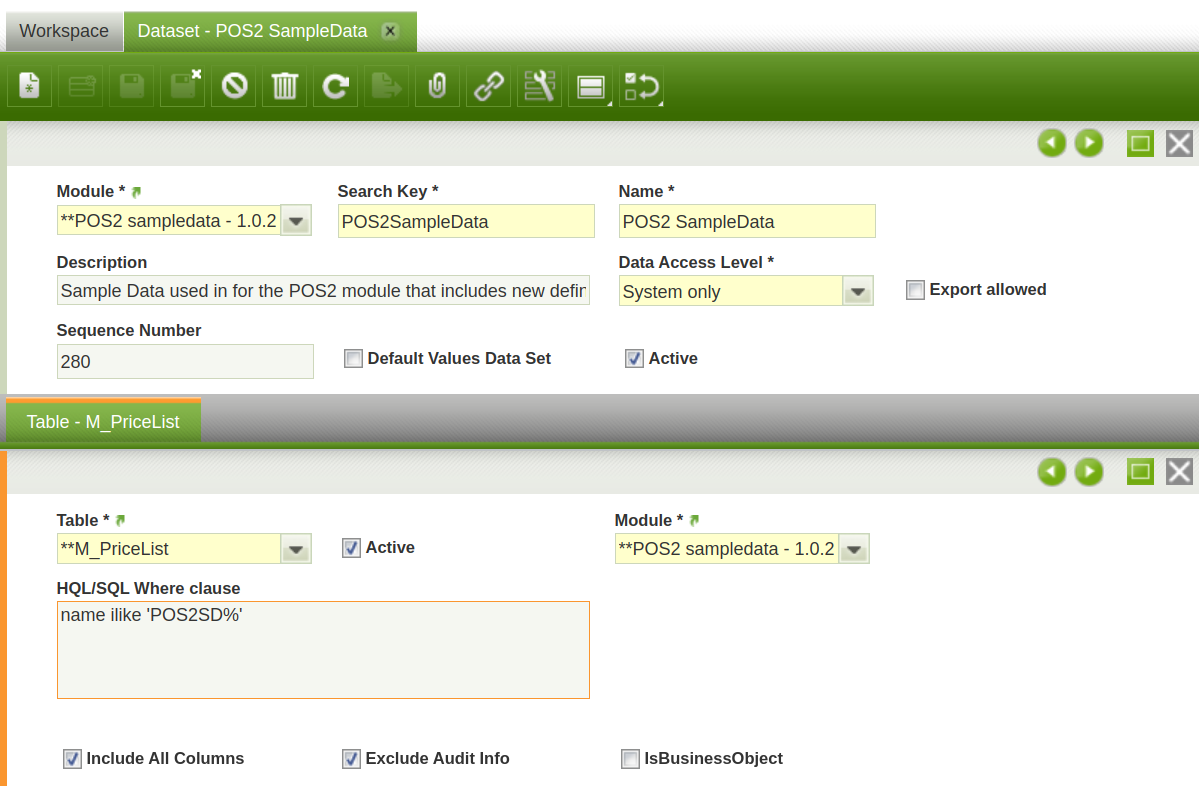 Workspace
Dataset - POS2 SampleData
Module *
Search Key *
Name *
**POS2 sampledata - 1.0.2
POS2SampleData
POS2 SampleData
Description
Data Access Level *
Sample Data used in for the POS2 module that includes new defin
System only
Export allowed
Sequence Number
280
Default Values Data Set
Active
Table - M_PriceList
Table *
Module *
**M_PriceList
Active
**POS2 sampledata - 1.0.2
HQL/SQL Where clause
name ilike 'POS2SD%'
Include All Columns
Exclude Audit Info
IsBusinessObject